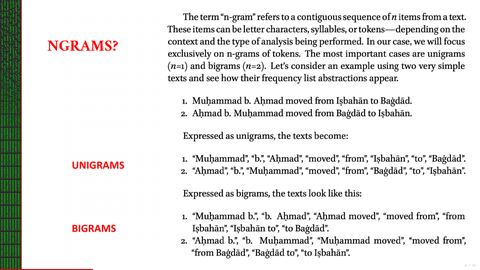 NGRAMS?
The term “n-gram” refers to a contiguous sequence of n items from a text.
These items can be letter characters, syllables, or tokens—depending on the
context and the type of analysis being performed. In our case, we will focus
exclusively on n-grams of tokens. The most important cases are unigrams
(n=1) and bigrams (n=2). Let’s consider an example using two very simple
texts and see how their frequency list abstractions appear.
1. Muḥammad b. Aḥmad moved from Iṣbahān to Baġdād.
2. Aḥmad b. Muḥammad moved from Baġdād to Iṣbahān.
Expressed as unigrams, the texts become:
UNIGRAMS
1. “Muḥammad”, “b.”, “Aḥmad”, “moved”, “from”, “Iṣbahān”, “to”, “Baġdād”.
2. “Aḥmad”, “b.”, “Muḥammad”, “moved”, “from”, “Baġdād”, “to”, “Iṣbahān”.
Expressed as bigrams, the texts look like this:
BIGRAMS
1. “Muḥammad b.”, “b. Aḥmad”, “Aḥmad moved”, “moved from”, “from
Iṣbahān”, “Iṣbahān to”, “to Baġdād”.
2. “Aḥmad b.”, “b. Muḥammad”, “Muḥammad moved”, “moved from”,
“from Baġdād”, “Baġdād to”, “to Iṣbahān”.